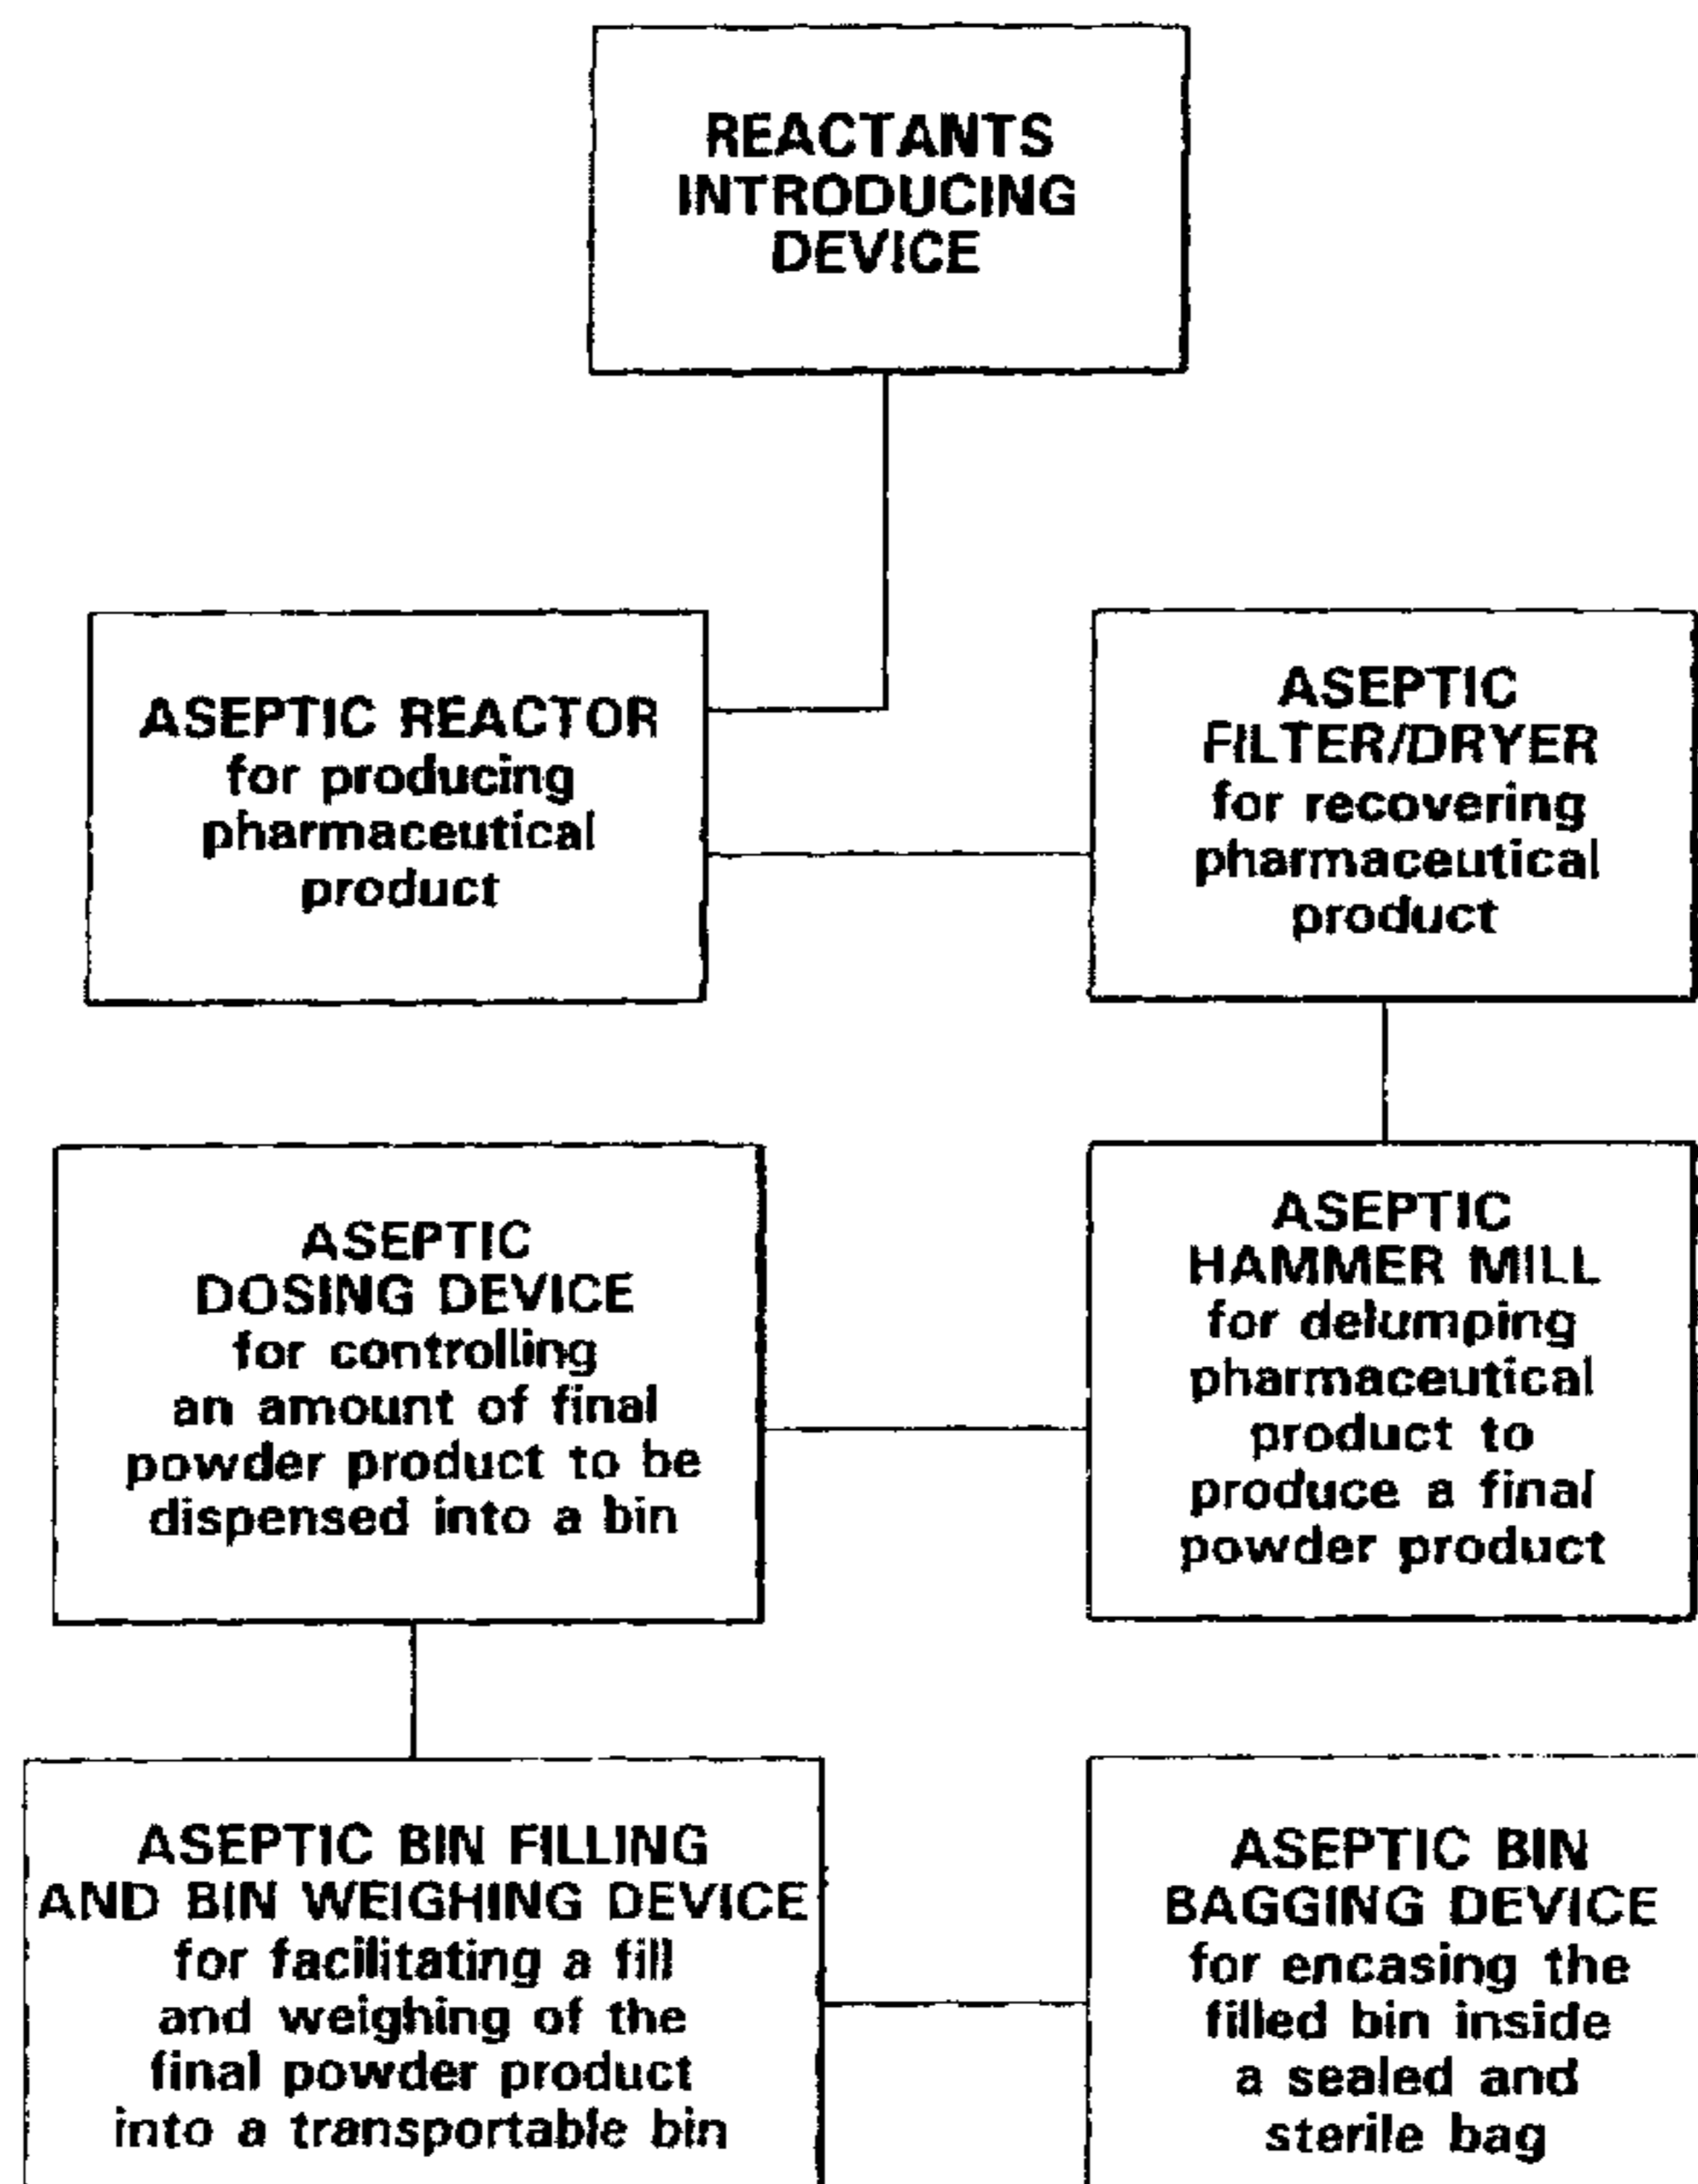 REACTANTS
INTRODUCING
DEVICE
ASEPTIC REACTOR
for producing
pharmaceutical
product
ASEPTIC
FILTER/DRYER
for recovering
pharmaceutical
product
ASEPTIC
DOSING DEVICE
for controlling
an amount of final
powder product to be
dispensed into a bin
ASEPTIC
HAMMER MILL
for delumping
pharmaceutical
product to
produce a final
powder product
ASEPTIC BIN FILLING
AND BIN WEIGHING DEVICE
for facilitating a fill
and weighing of the
final powder product
into a transportable bin
ASEPTIC BIN
BAGGING DEVICE
for encasing the
filled bin inside
a sealed and
sterile bag